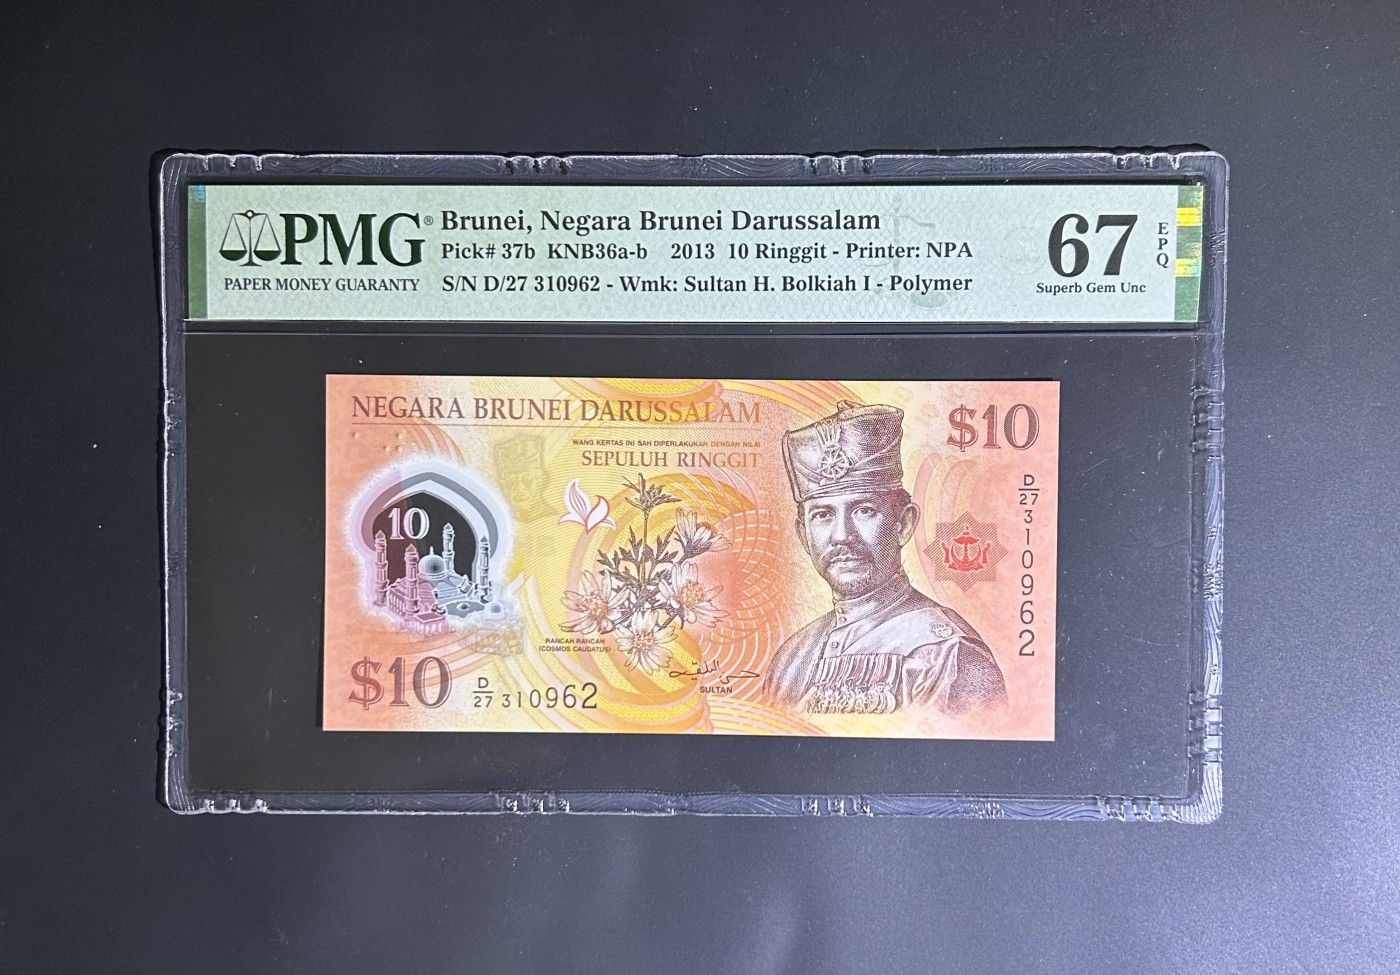 PMG®
PAPER MONEY GUARANTY
Brunei, Negara Brunei Darussalam
Pick# 37b KNB36a-b 2013 10 Ringgit - Printer: NPA
S/N D/27 310962 - Wmk: Sultan H. Bolkiah I - Polymer
67
EPQ
Superb Gem Unc
NEGARA BRUNEI DARUSSALAM
WANG KERTAS INI SAH DIPERLAKUKAN DENGAN NILAI
SEPULUH RINGGIT
$10
D/27 310962
10
RANCAH RANCAH
(COSMOS CAUDATUS)
SULTAN
$10
D/27 310962